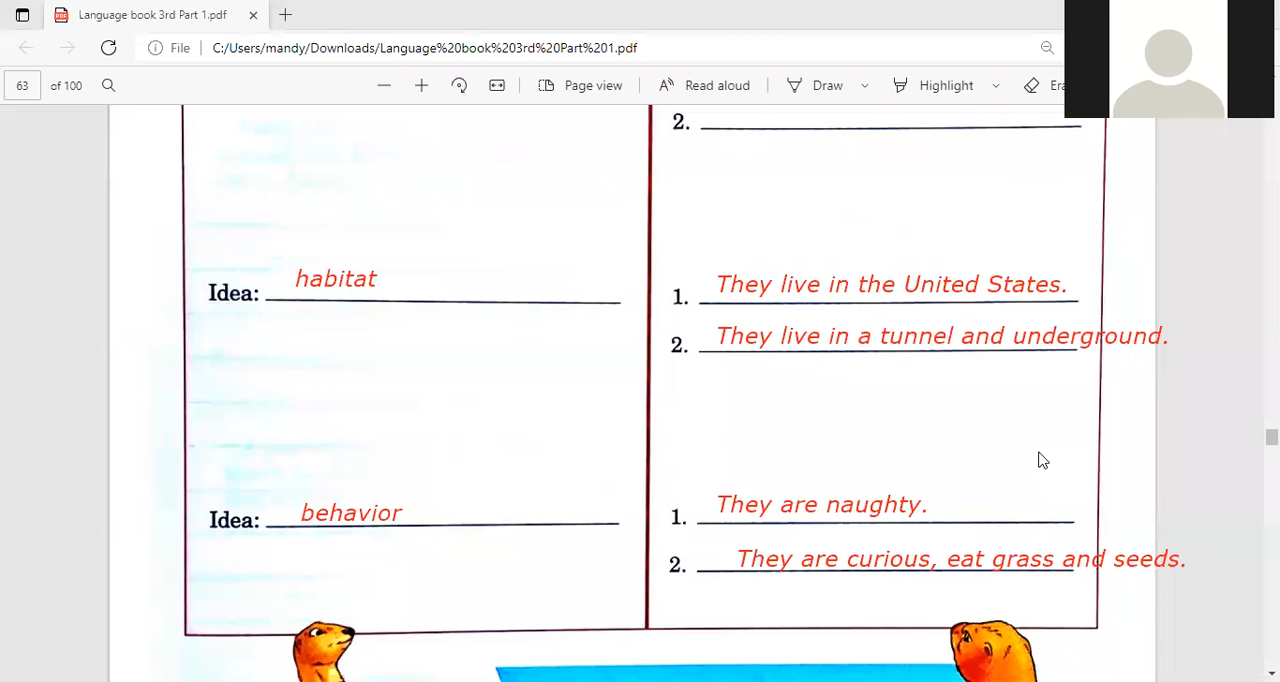 Language book 3rd Part 1.pdf
File C:/Users/mandy/Downloads/Language%20book%203rd%20Part%201.pdf
63 of 100 Page view Read aloud Draw Highlight Era
2.
Idea: habitat
1. They live in the United States.
2. They live in a tunnel and underground.
Idea: behavior
1. They are naughty.
2. They are curious, eat grass and seeds.